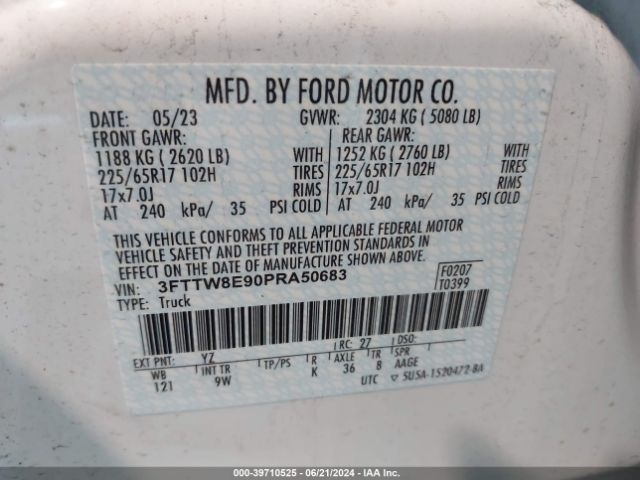 MFD. BY FORD MOTOR CO.
DATE: 05/23 GVWR: 2304 KG ( 5080 LB)
FRONT GAWR: REAR GAWR:
1188 KG ( 2620 LB) WITH 1252 KG ( 2760 LB) WITH
225/65R17 102H TIRES 225/65R17 102H TIRES
17x7.0J RIMS 17x7.0J RIMS
AT 240 kPa/ 35 PSI COLD AT 240 kPa/ 35 PSI COLD
THIS VEHICLE CONFORMS TO ALL APPLICABLE FEDERAL MOTOR
VEHICLE SAFETY AND THEFT PREVENTION STANDARDS IN
EFFECT ON THE DATE OF MANUFACTURE SHOWN ABOVE.
VIN: 3FTTW8E90PRA50683 F0207
TYPE: Truck T0399
RC: 27 DSO:
EXT PNT: YZ
WB INT TR TP/PS R AXLE TR SPR
121 9W K 36 8 AAGE
UTC ▽ 5U5A-1520472-BA
000-39710525 - 06/21/2024 - IAA Inc.